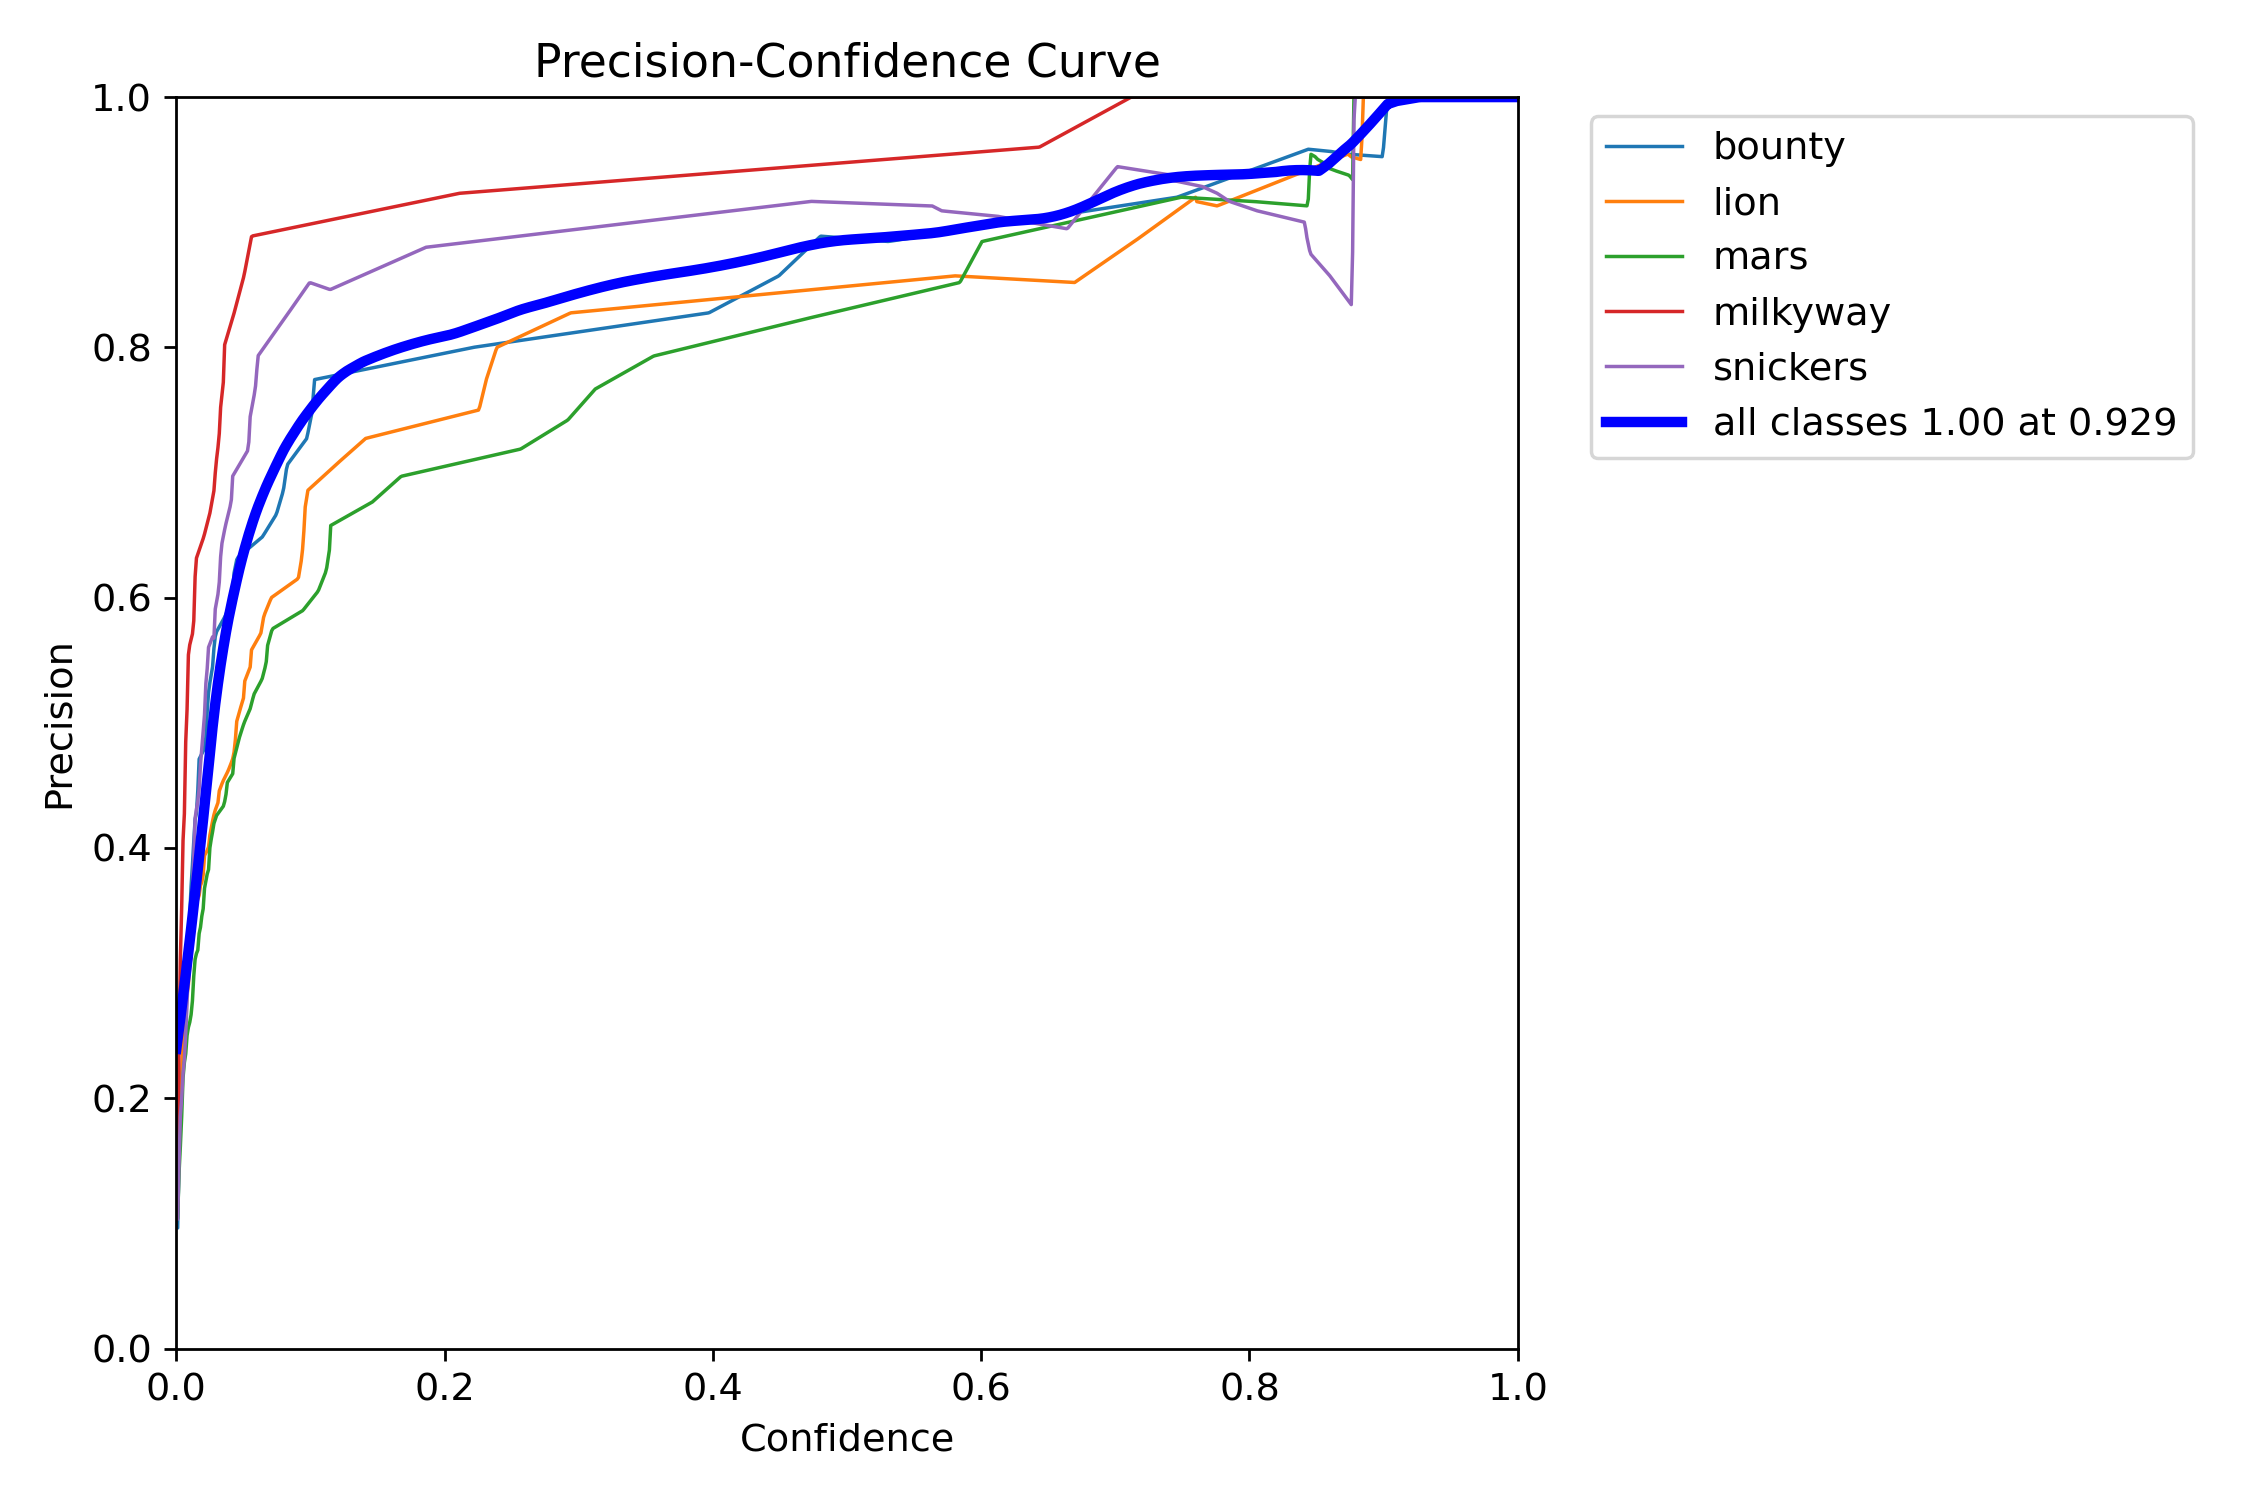 Precision-Confidence Curve
1.0
0.8
0.6
0.4
0.2
0.0
Precision
0.0 0.2 0.4 0.6 0.8 1.0
Confidence
bounty
lion
mars
milkyway
snickers
all classes 1.00 at 0.929